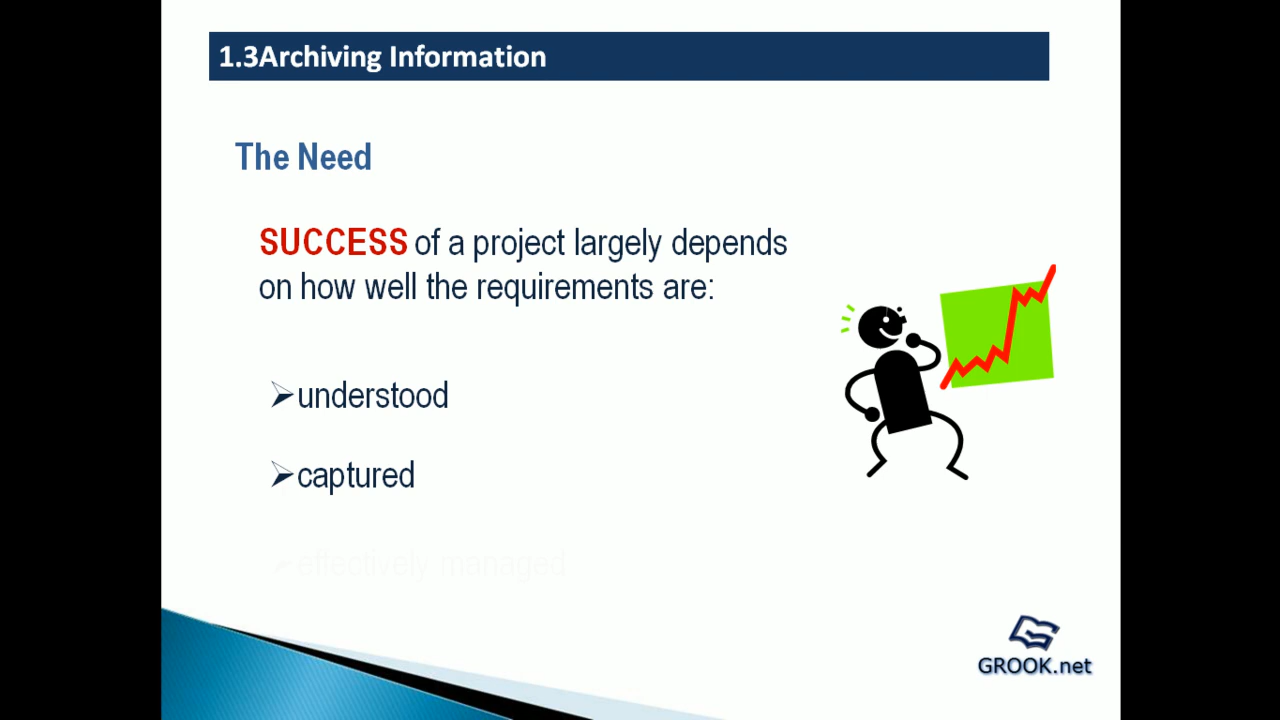 1.3Archiving Information
The Need
SUCCESS of a project largely depends
on how well the requirements are:
➢understood
➢captured
➢effectively managed
GROOK.net